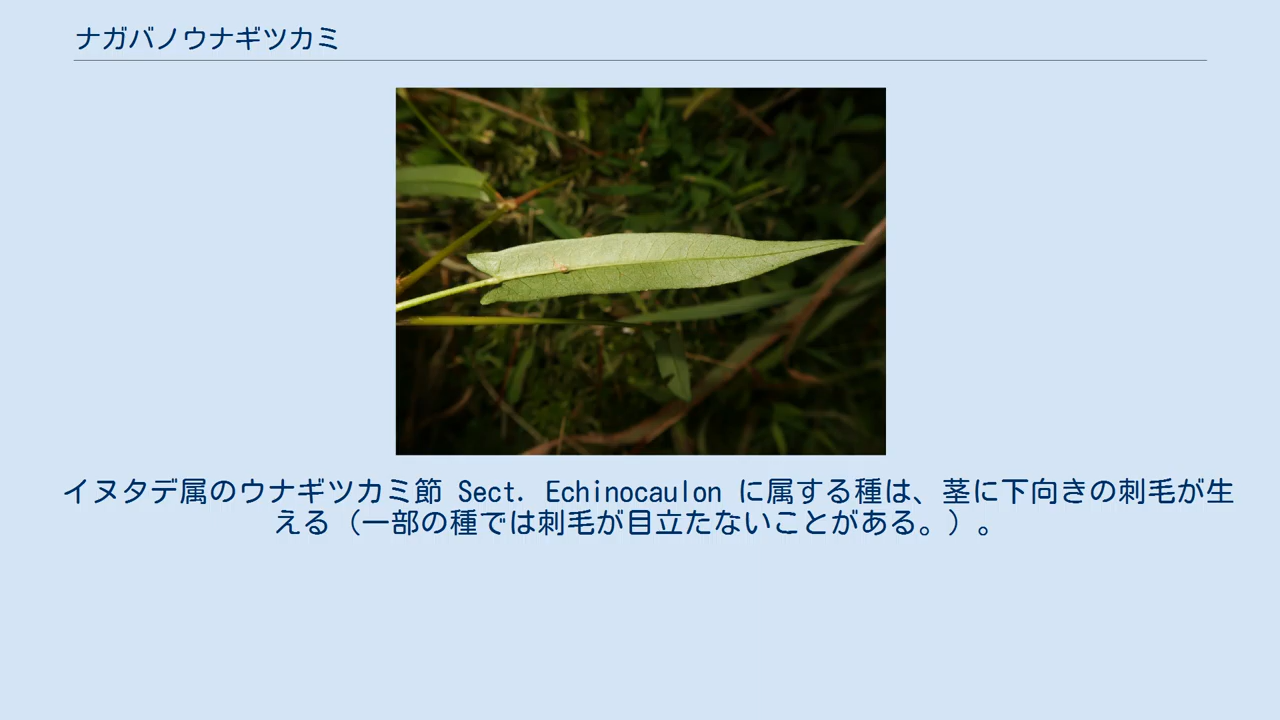 ナガバノウナギツカミ
イヌタデ属のウナギツカミ節 Sect. Echinocaulon に属する種は、茎に下向きの刺毛が生
える（一部の種では刺毛が目立たないことがある。）。